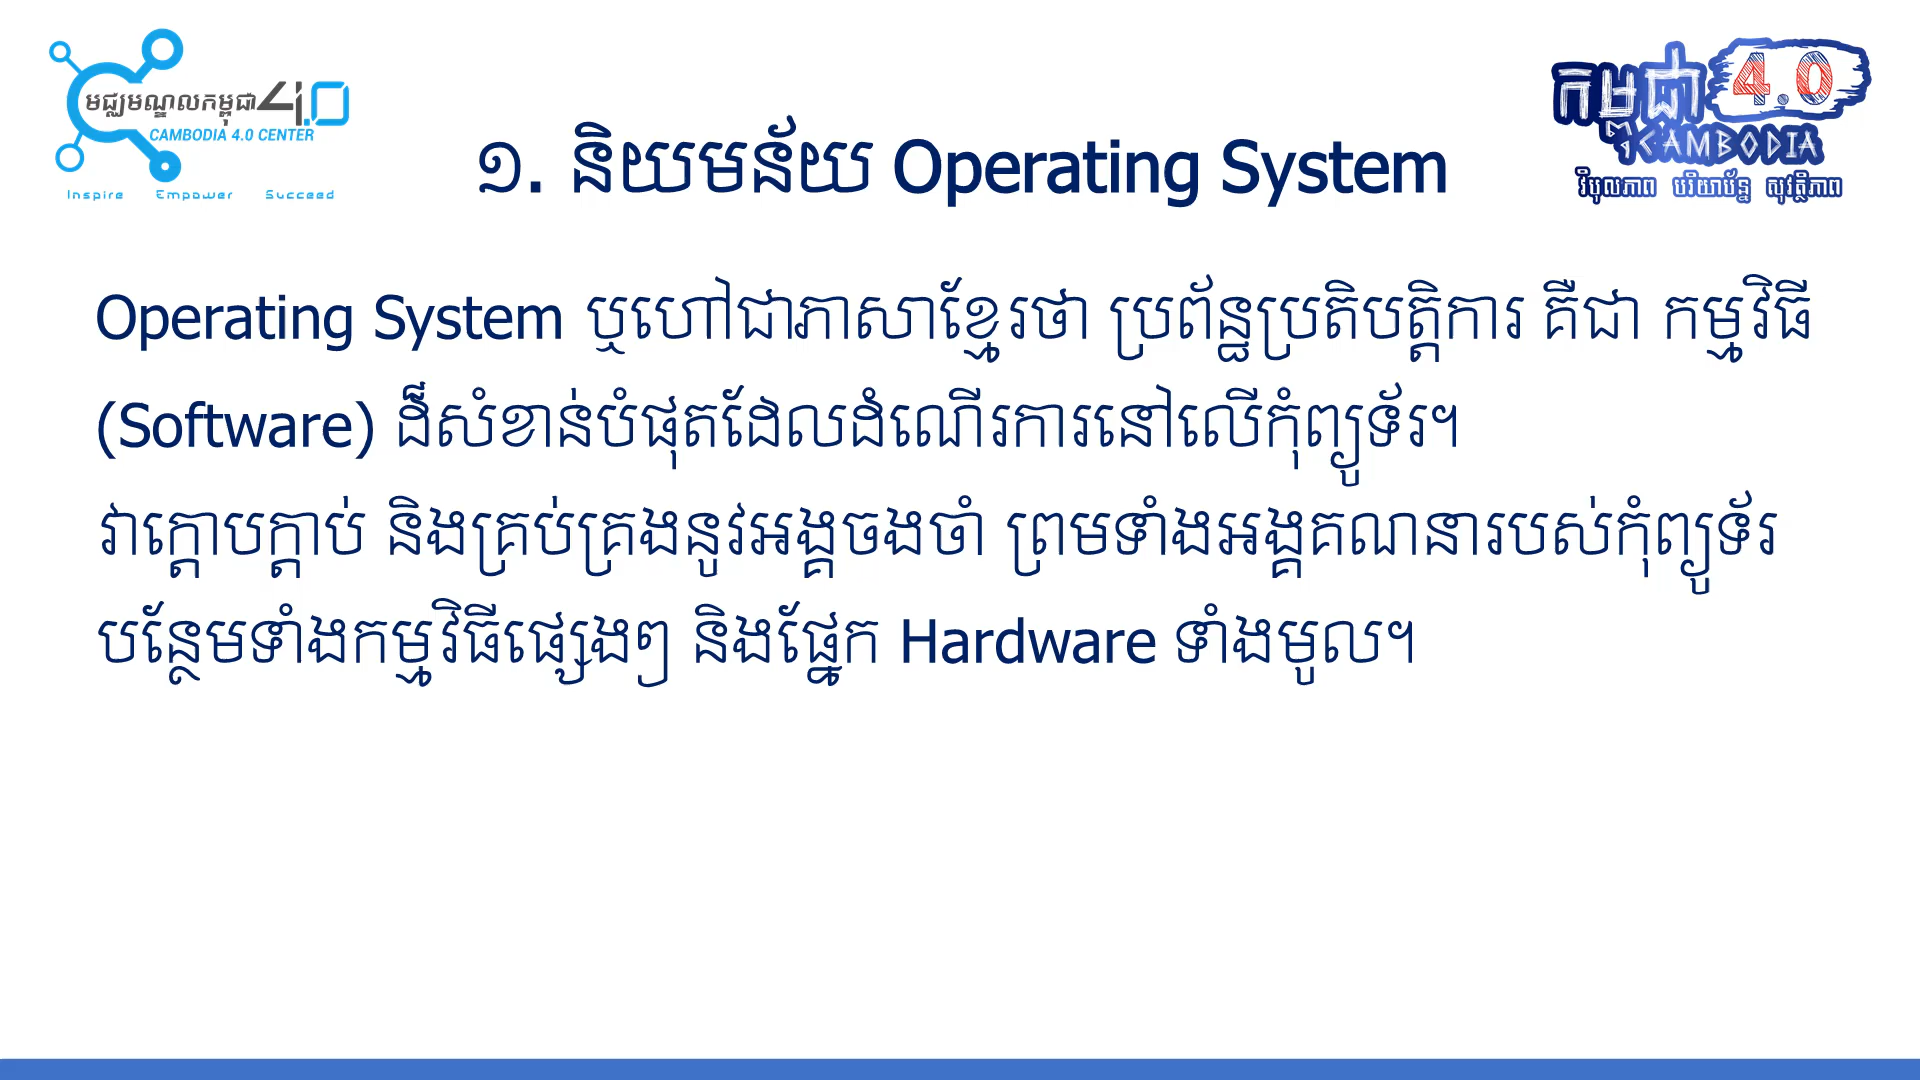 មជ្ឈមណ្ឌលកម្ពុជា 4.0
CAMBODIA 4.0 CENTER
Inspire Empower Succeed
កម្ពុជា 4.0
CAMBODIA
វិបុលភាព បរិយាប័ន្ន សុវត្ថិភាព
១. និយមន័យ Operating System
Operating System ឬហៅជាភាសាខ្មែរថា ប្រព័ន្ឋប្រតិបត្តិការ គឺជា កម្មវិធី
(Software) ដ៏សំខាន់បំផុតដែលដំណើរការនៅលើកុំព្យូទ័រ។
វាក្តោបក្តាប់ និងគ្រប់គ្រងនូវអង្គចងចាំ ព្រមទាំងអង្គគណនារបស់កុំព្យូទ័រ
បន្ថែមទាំងកម្មវិធីផ្សេងៗ និងផ្នែក Hardware ទាំងមូល។